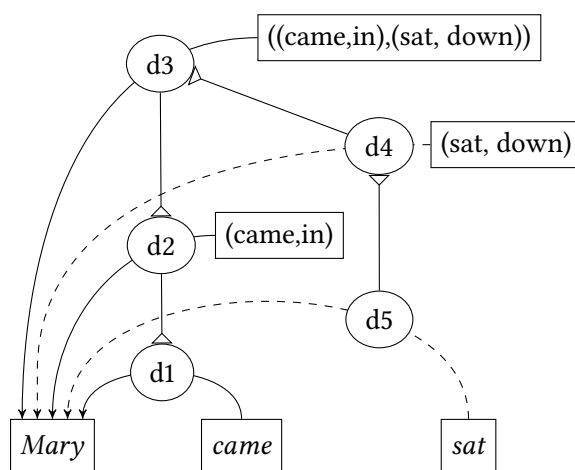 ((came,in),(sat, down))
d3
d4
(sat, down)
d2
(came,in)
d5
d1
Mary
came
sat